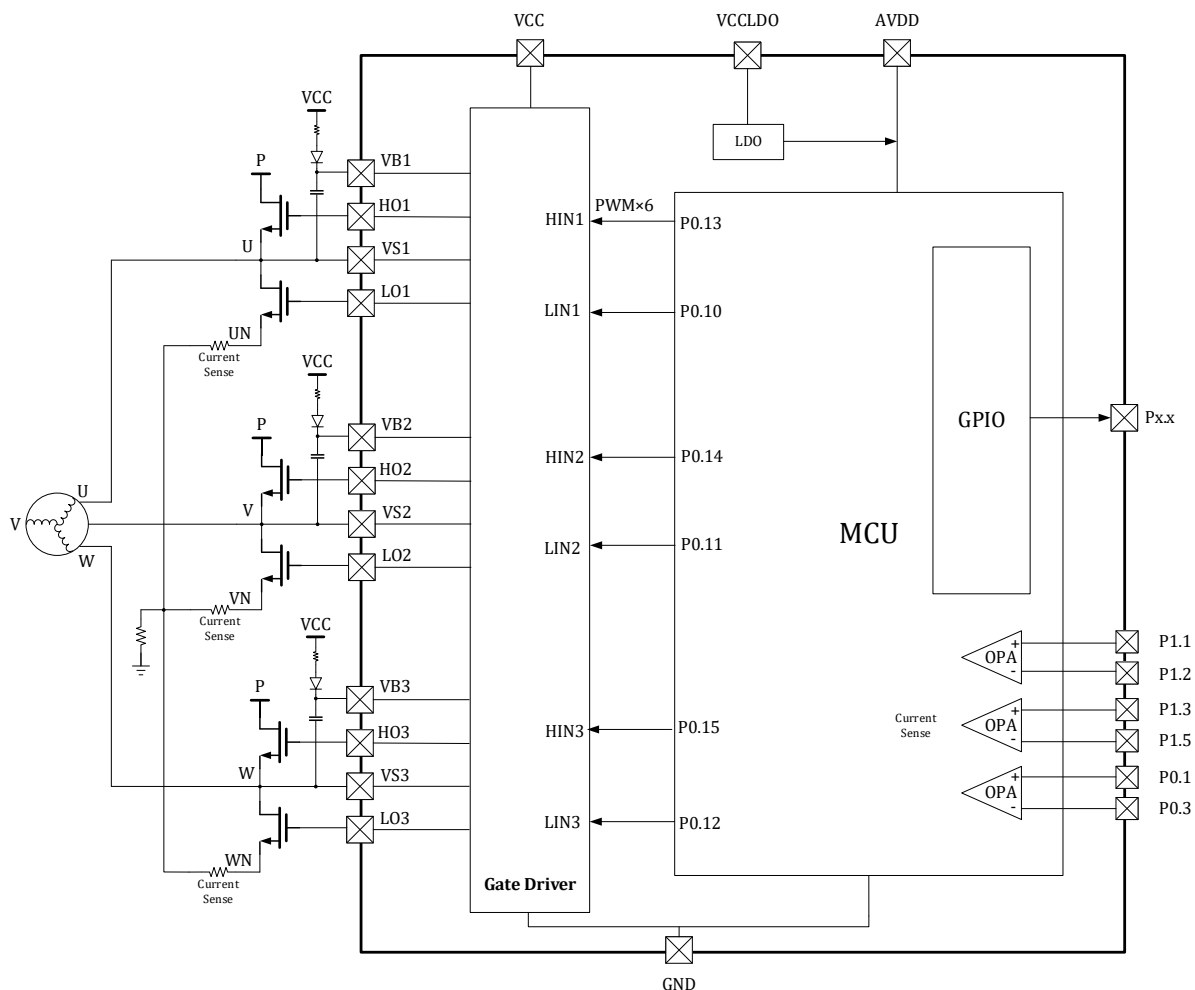 VCC
VCCLDO
AVDD
VCC
LDO
P
VB1
HO1
PWM×6
HIN1
P0.13
U
VS1
LO1
LIN1
P0.10
UN
Current
Sense
VCC
GPIO
Px.x
P
VB2
HO2
HIN2
P0.14
U
V
V
VS2
MCU
LIN2
P0.11
W
LO2
VN
Current
Sense
VCC
+
OPA
-
P1.1
P1.2
P
VB3
HO3
HIN3
P0.15
Current
Sense
+
OPA
-
P1.3
P1.5
W
VS3
+
OPA
-
P0.1
P0.3
LO3
LIN3
P0.12
WN
Current
Sense
Gate Driver
GND